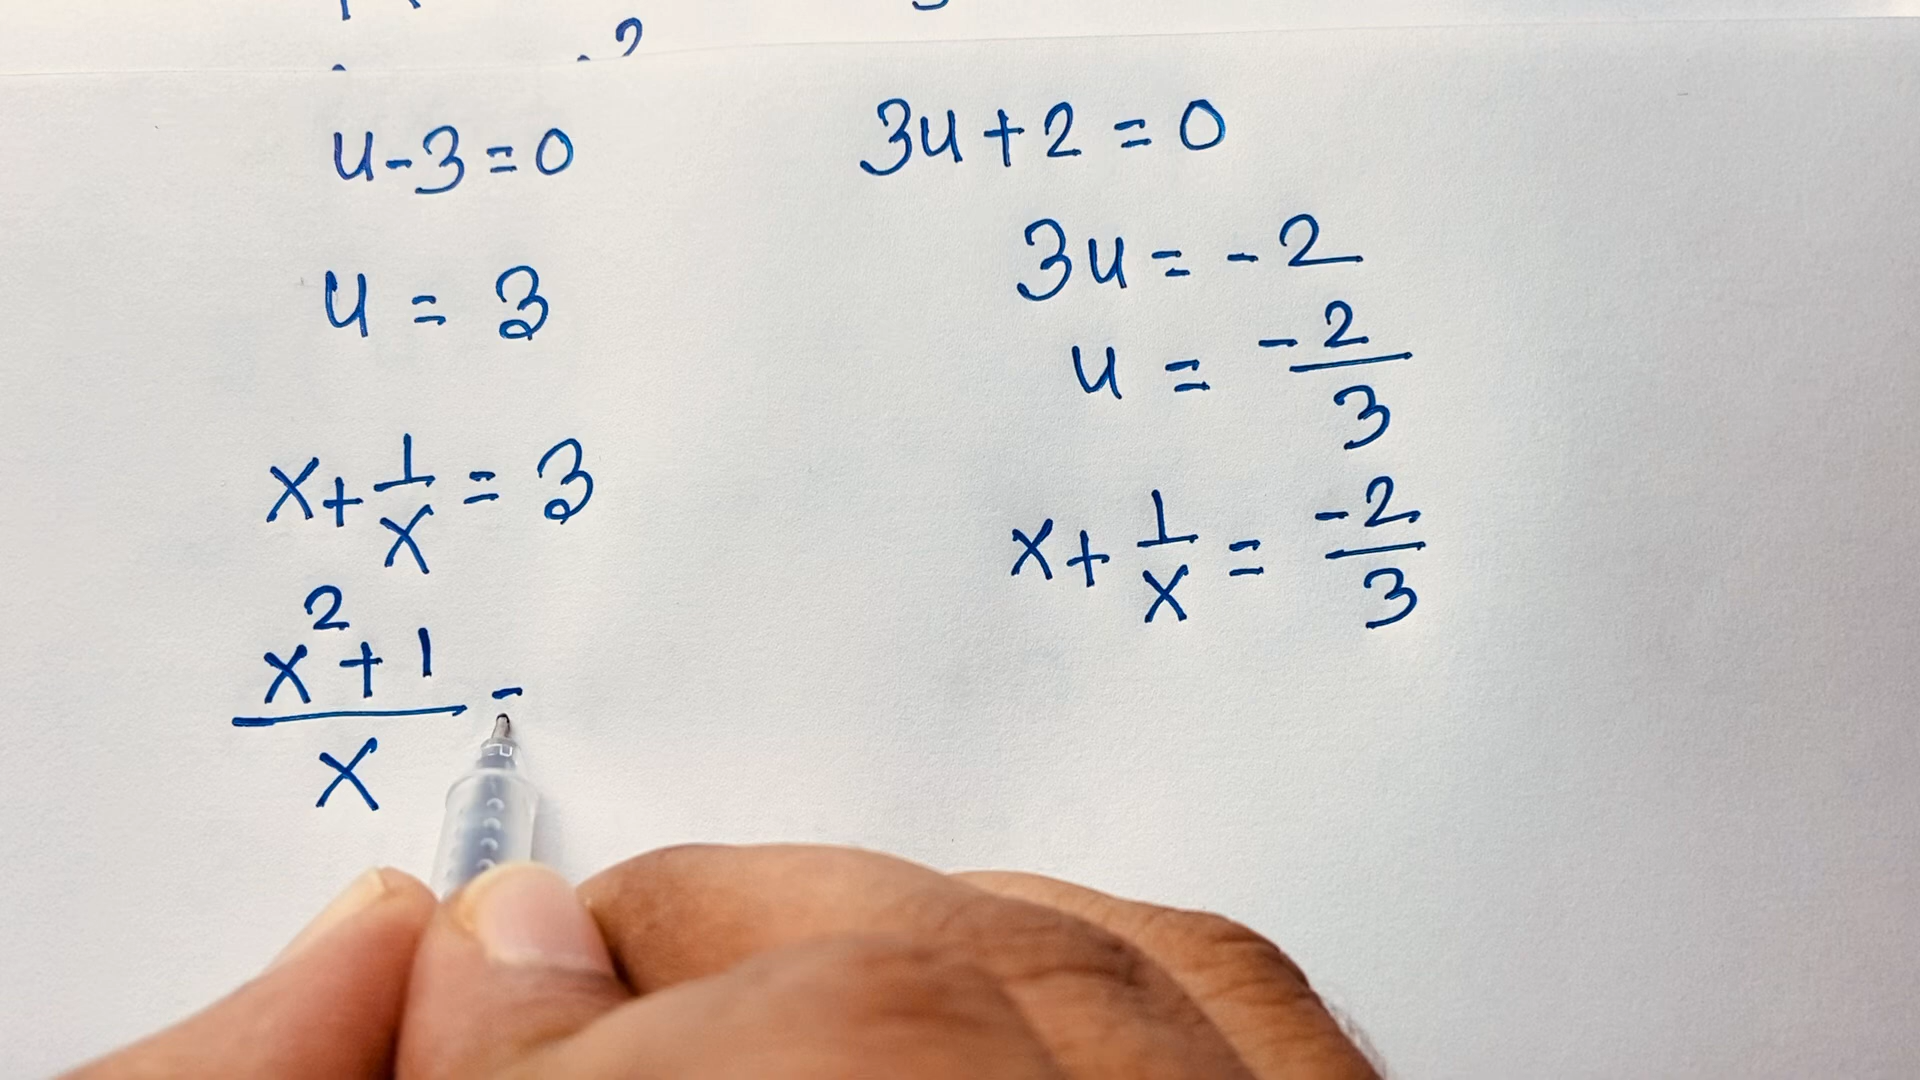 u-3=0
u = 3
x+1/x = 3
x²+1/x -
3u+2=0
3u=-2
u = -2/3
x+1/x = -2/3